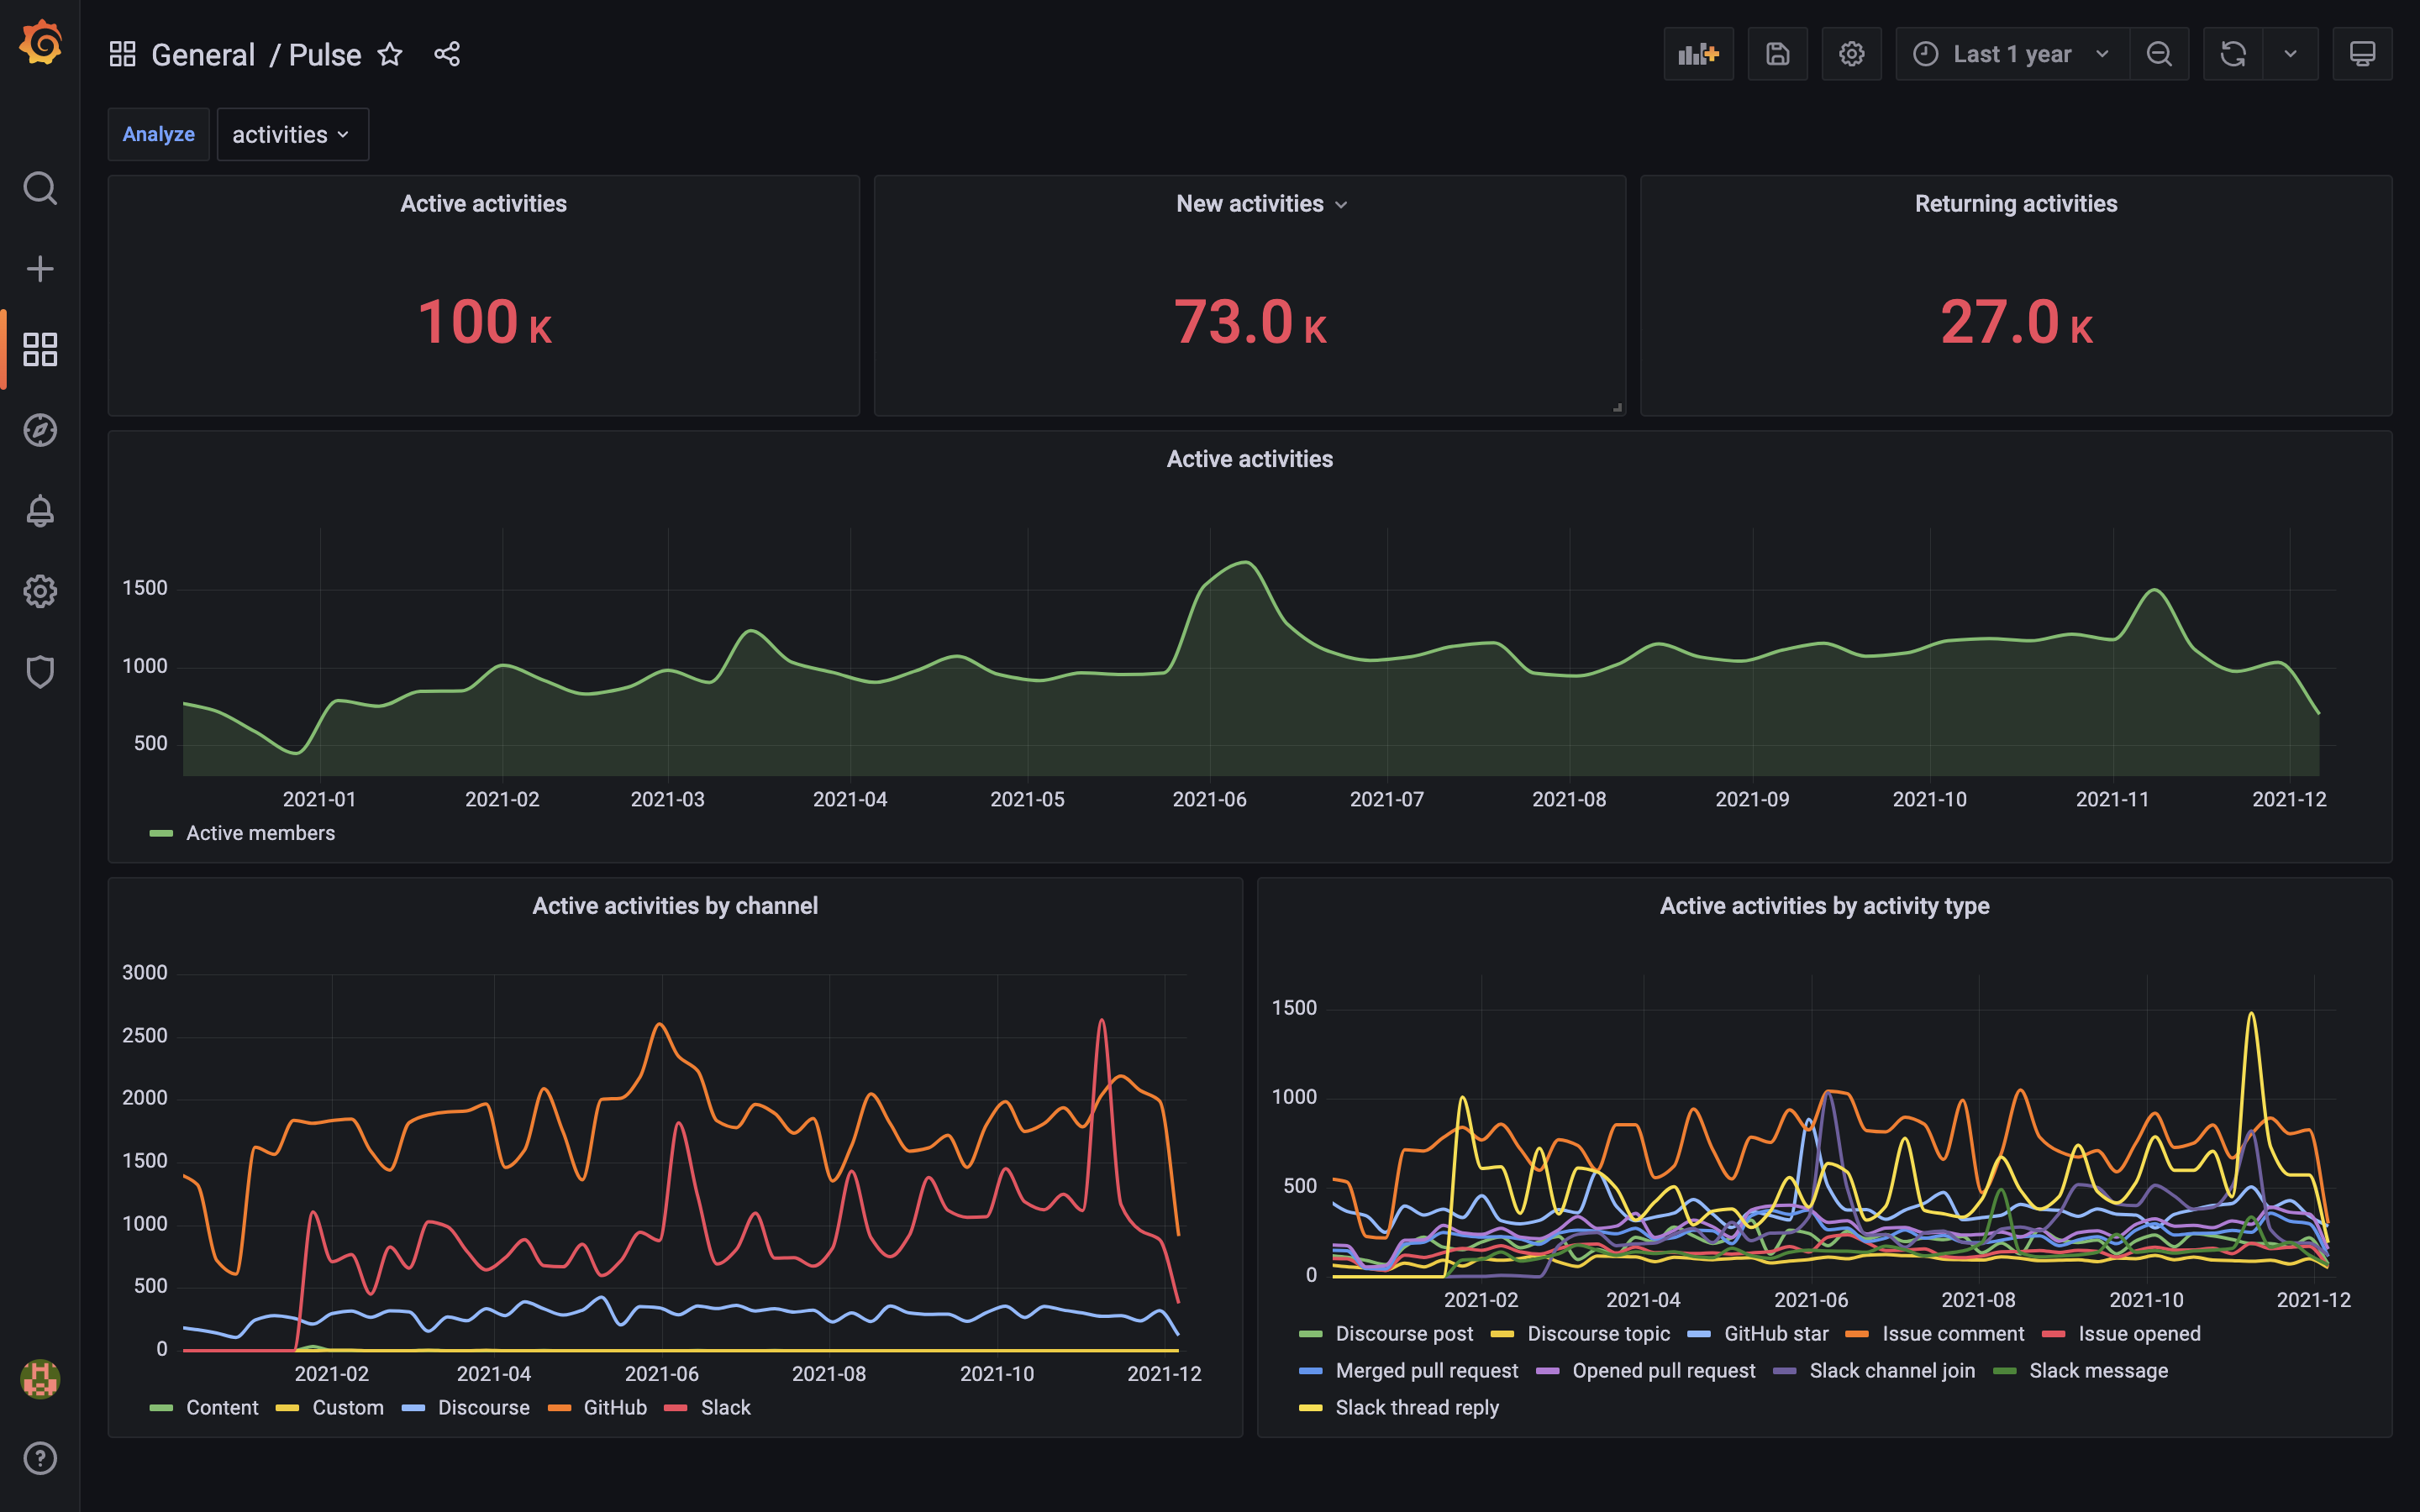 General / Pulse
Last 1 year
Analyze activities
Active activities
100 K
New activities
73.0 K
Returning activities
27.0 K
Active activities
1500
1000
500
2021-01 2021-02 2021-03 2021-04 2021-05 2021-06 2021-07 2021-08 2021-09 2021-10 2021-11 2021-12
Active members
Active activities by channel
3000
2500
2000
1500
1000
500
0
2021-02 2021-04 2021-06 2021-08 2021-10 2021-12
Content Custom Discourse GitHub Slack
Active activities by activity type
1500
1000
500
0
2021-02 2021-04 2021-06 2021-08 2021-10 2021-12
Discourse post Discourse topic GitHub star Issue comment Issue opened
Merged pull request Opened pull request Slack channel join Slack message
Slack thread reply